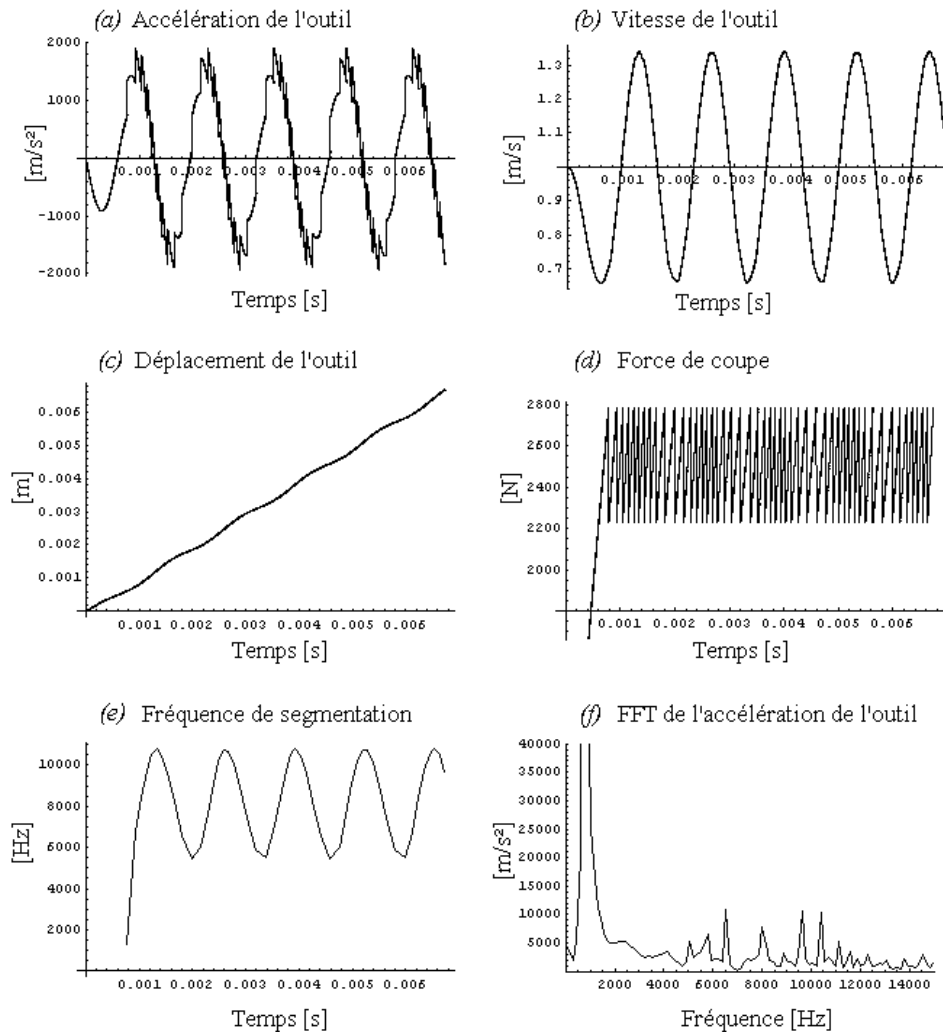 (a) Accélération de l'outil
2000
1000
-1000
-2000
[m/s²]
0.001 0.002 0.003 0.004 0.005 0.006
Temps [s]
(b) Vitesse de l'outil
1.3
1.2
1.1
0.9
0.8
0.7
[m/s]
0.001 0.002 0.003 0.004 0.005 0.006
Temps [s]
(c) Déplacement de l'outil
0.006
0.005
0.004
0.003
0.002
0.001
[m]
0.001 0.002 0.003 0.004 0.005 0.006
Temps [s]
(d) Force de coupe
2800
2600
2400
2200
2000
[N]
0.001 0.002 0.003 0.004 0.005 0.006
Temps [s]
(e) Fréquence de segmentation
10000
8000
6000
4000
2000
[Hz]
0.001 0.002 0.003 0.004 0.005 0.006
Temps [s]
(f) FFT de l'accélération de l'outil
40000
35000
30000
25000
20000
15000
10000
5000
[m/s²]
2000 4000 6000 8000 10000 12000 14000
Fréquence [Hz]